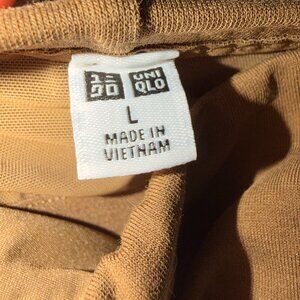 ユニ UNI
クロ QLO
L
MADE IN
VIETNAM